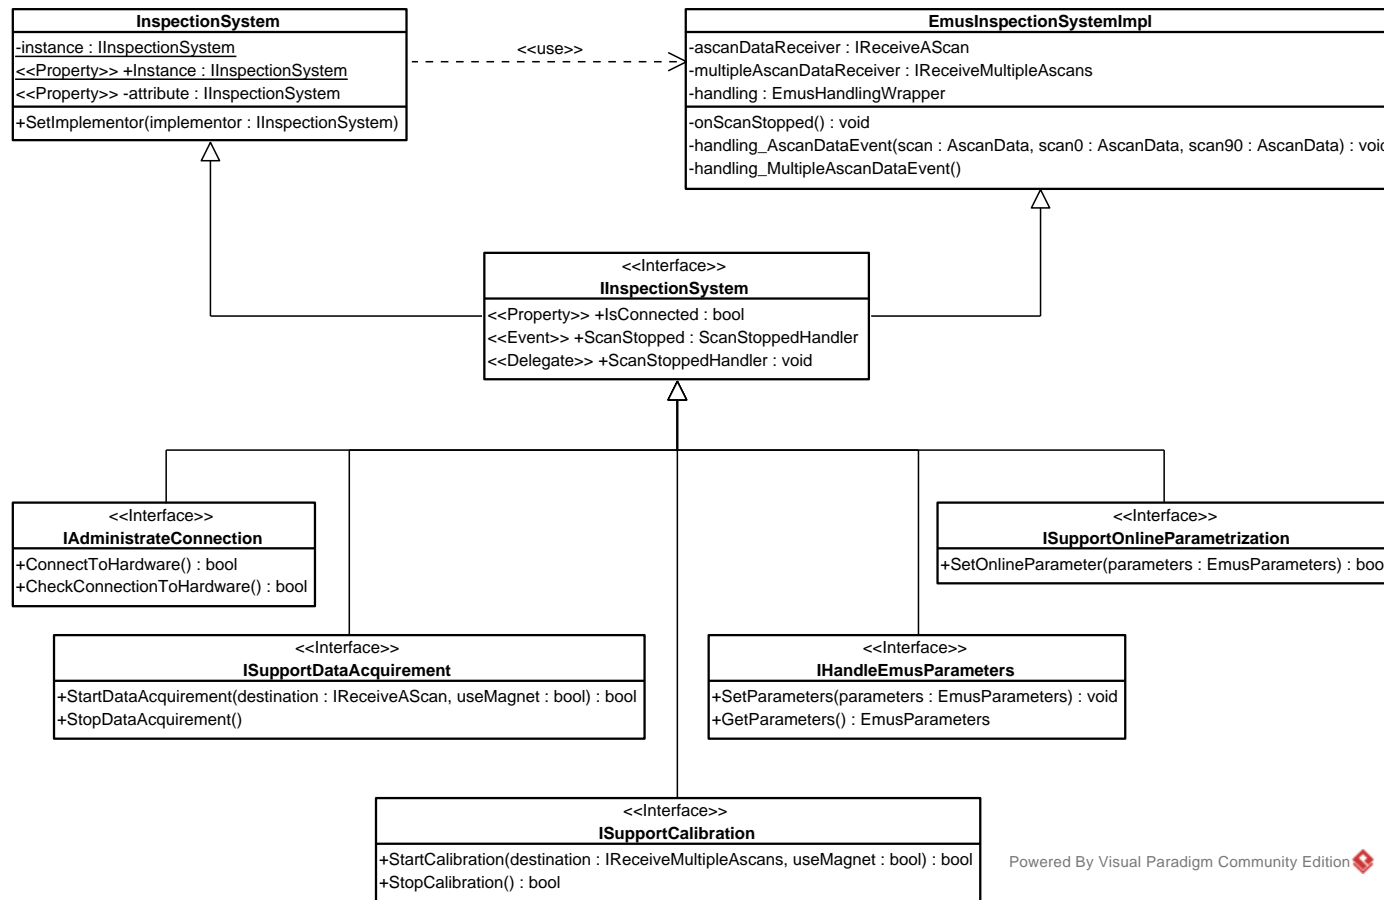 InspectionSystem
-instance : IInspectionSystem
<<Property>> +Instance : IInspectionSystem
<<Property>> -attribute : IInspectionSystem
+SetImplementor(implementor : IInspectionSystem)
<<use>>
EmusInspectionSystemImpl
-ascanDataReceiver : IReceiveAScan
-multipleAscanDataReceiver : IReceiveMultipleAscans
-handling : EmusHandlingWrapper
-onScanStopped() : void
-handling_AscanDataEvent(scan : AscanData, scan0 : AscanData, scan90 : AscanData) : void
-handling_MultipleAscanDataEvent()
<<Interface>>
IInspectionSystem
<<Property>> +IsConnected : bool
<<Event>> +ScanStopped : ScanStoppedHandler
<<Delegate>> +ScanStoppedHandler : void
<<Interface>>
IAdministrateConnection
+ConnectToHardware() : bool
+CheckConnectionToHardware() : bool
<<Interface>>
ISupportOnlineParametrization
+SetOnlineParameter(parameters : EmusParameters) : bool
<<Interface>>
ISupportDataAcquirement
+StartDataAcquirement(destination : IReceiveAScan, useMagnet : bool) : bool
+StopDataAcquirement()
<<Interface>>
IHandleEmusParameters
+SetParameters(parameters : EmusParameters) : void
+GetParameters() : EmusParameters
<<Interface>>
ISupportCalibration
+StartCalibration(destination : IReceiveMultipleAscans, useMagnet : bool) : bool
+StopCalibration() : bool
Powered By Visual Paradigm Community Edition